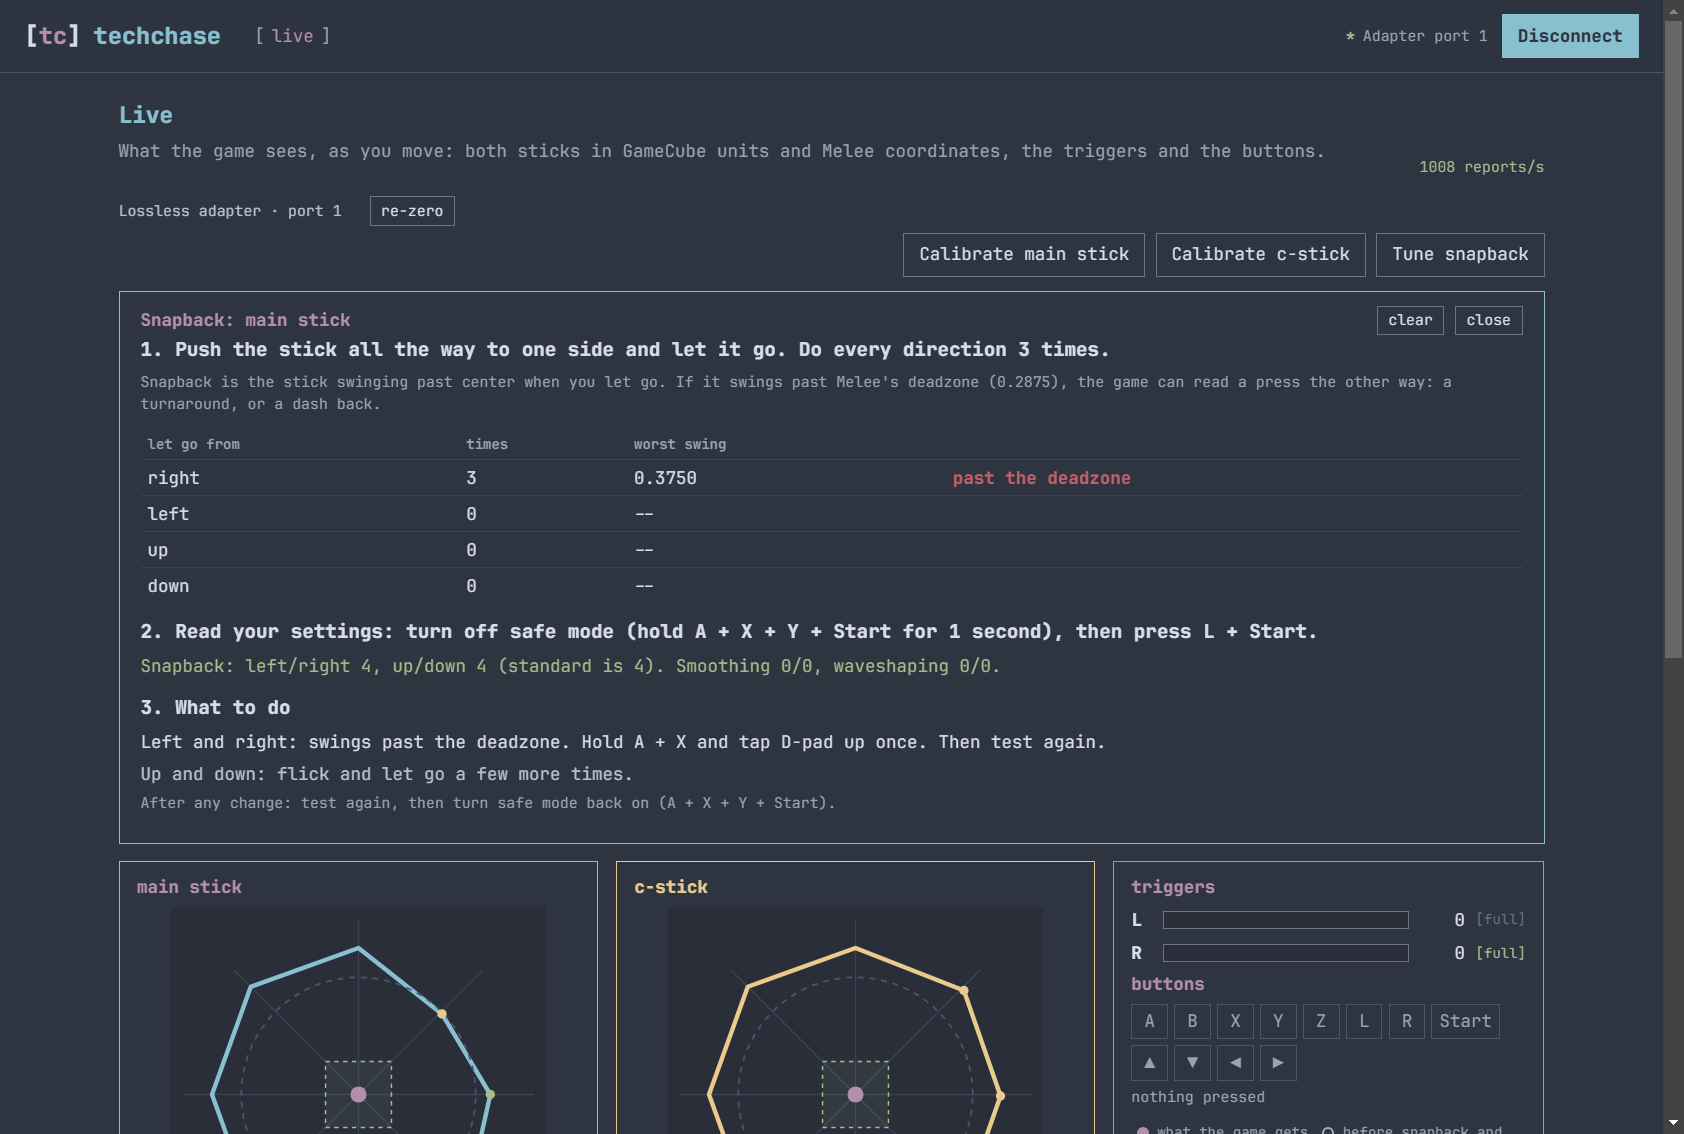 [tc] techchase [ live ] * Adapter port 1 Disconnect
Live
What the game sees, as you move: both sticks in GameCube units and Melee coordinates, the triggers and the buttons.
1008 reports/s
Lossless adapter · port 1 re-zero
Calibrate main stick Calibrate c-stick Tune snapback
Snapback: main stick clear close
1. Push the stick all the way to one side and let it go. Do every direction 3 times.
Snapback is the stick swinging past center when you let go. If it swings past Melee's deadzone (0.2875), the game can read a press the other way: a
turnaround, or a dash back.
let go from times worst swing
right 3 0.3750 past the deadzone
left 0 --
up 0 --
down 0 --
2. Read your settings: turn off safe mode (hold A + X + Y + Start for 1 second), then press L + Start.
Snapback: left/right 4, up/down 4 (standard is 4). Smoothing 0/0, waveshaping 0/0.
3. What to do
Left and right: swings past the deadzone. Hold A + X and tap D-pad up once. Then test again.
Up and down: flick and let go a few more times.
After any change: test again, then turn safe mode back on (A + X + Y + Start).
main stick
c-stick
triggers
L 0 [full]
R 0 [full]
buttons
A B X Y Z L R Start
▲ ▼ ◀ ▶
nothing pressed
what the game gets before snapback and